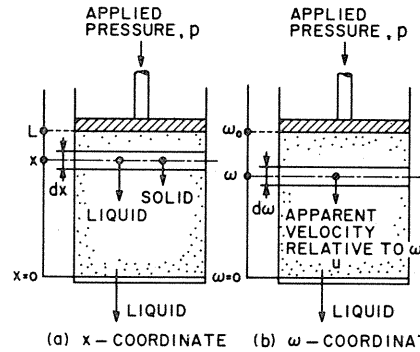 APPLIED
PRESSURE, p
L
x
dx
LIQUID
SOLID
x=0
LIQUID
(a) x-COORDINATE
APPLIED
PRESSURE, p
ω₀
ω
dω
APPARENT
VELOCITY
RELATIVE TO ω
u
ω=0
LIQUID
(b) ω-COORDINAT